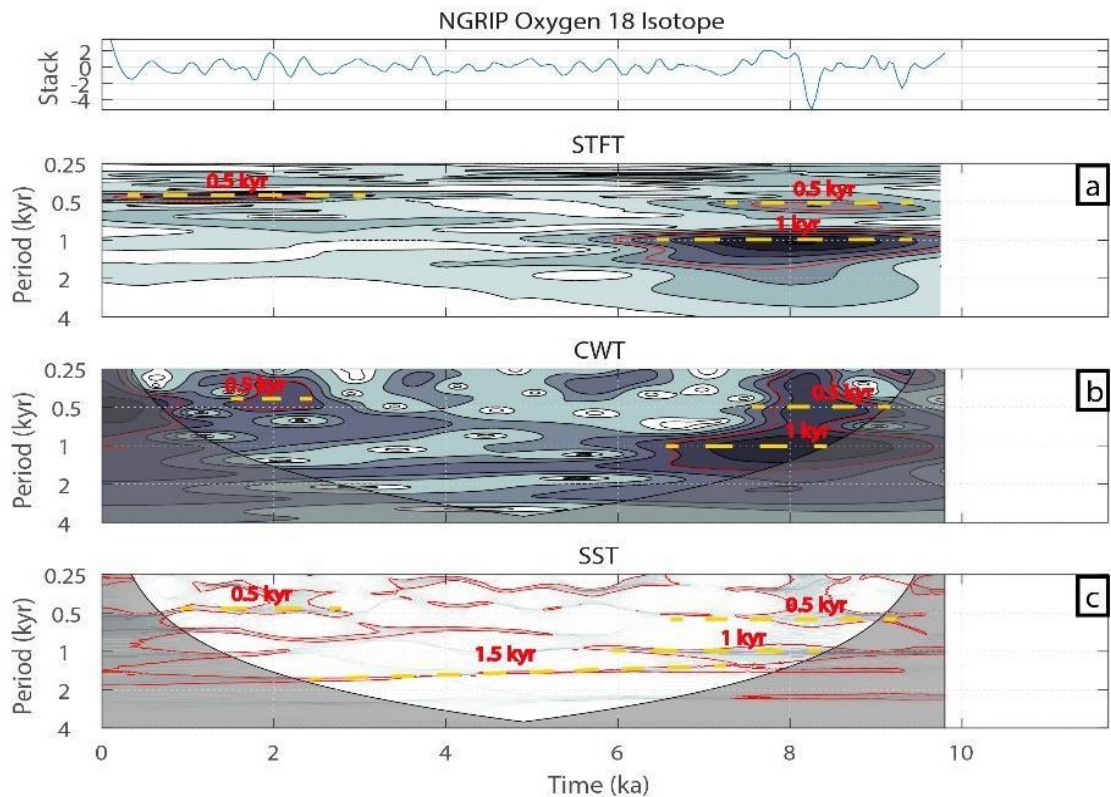 NGRIP Oxygen 18 Isotope
Stack
2
0
-2
-4
STFT
a
Period (kyr)
0.25
0.5
1
2
4
0.5 kyr
0.5 kyr
1 kyr
CWT
b
Period (kyr)
0.25
0.5
1
2
4
0.5 kyr
0.5 kyr
1 kyr
SST
c
Period (kyr)
0.25
0.5
1
2
4
0.5 kyr
0.5 kyr
1 kyr
1.5 kyr
0 2 4 6 8 10
Time (ka)